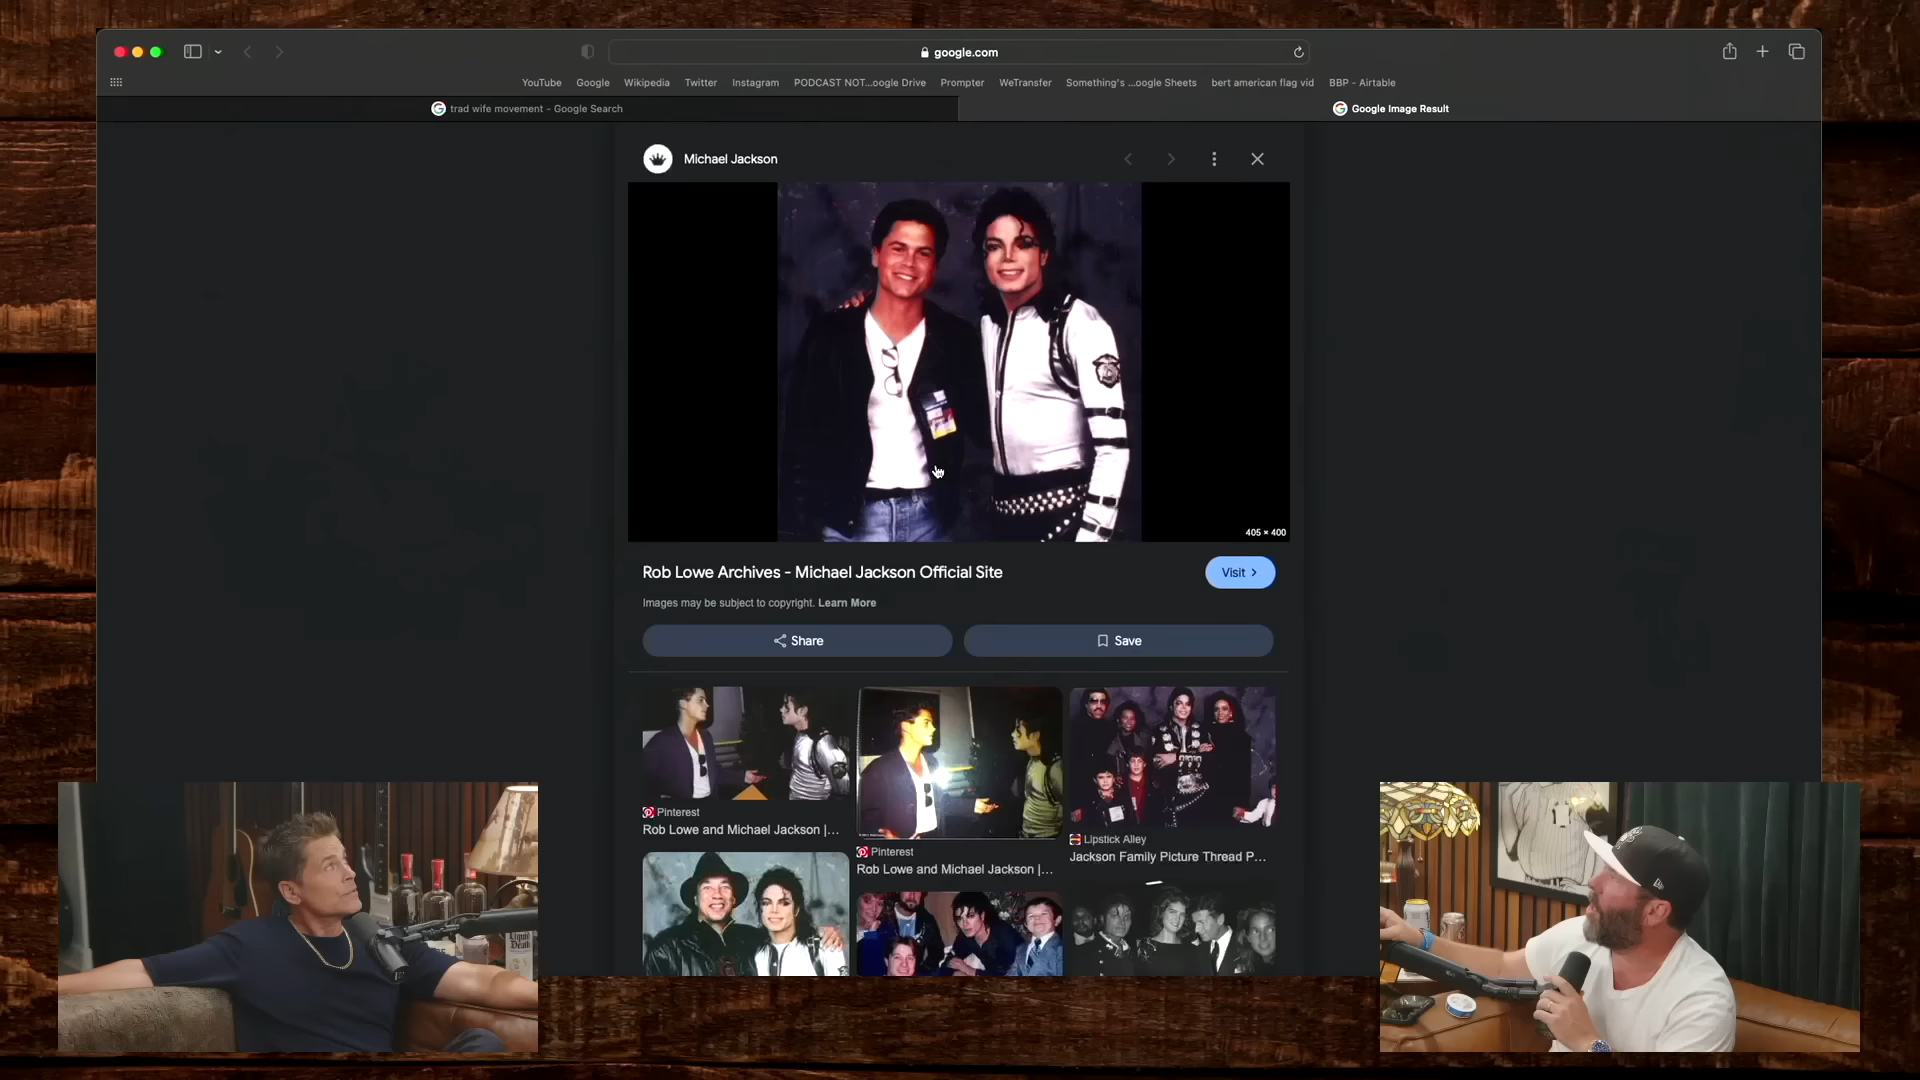 google.com
YouTube Google Wikipedia Twitter Instagram PODCAST NOT...oogle Drive Prompter WeTransfer Something's ...oogle Sheets bert american flag vid BBP - Airtable
trad wife movement - Google Search
Google Image Result
Michael Jackson
405 × 400
Rob Lowe Archives - Michael Jackson Official Site
Visit >
Images may be subject to copyright. Learn More
Share
Save
Pinterest
Rob Lowe and Michael Jackson |...
Pinterest
Rob Lowe and Michael Jackson |...
Lipstick Alley
Jackson Family Picture Thread P...
Liquid
Death